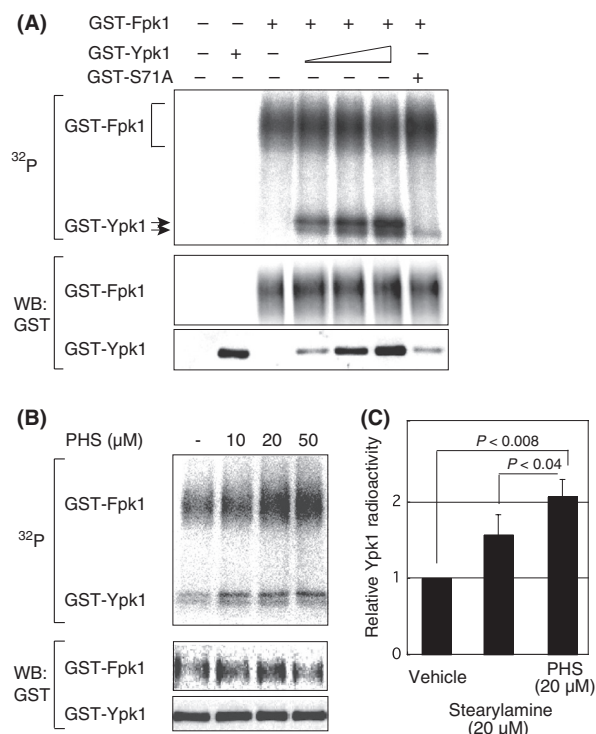 (A)
GST-Fpk1 – – + + + + +
GST-Ypk1 – + – –
GST-S71A – – – – – – +
32P
GST-Fpk1
GST-Ypk1
WB:
GST
GST-Fpk1
GST-Ypk1
(B)
PHS (µM) - 10 20 50
32P
GST-Fpk1
GST-Ypk1
WB:
GST
GST-Fpk1
GST-Ypk1
(C)
Relative Ypk1 radioactivity
P < 0.008
P < 0.04
2
1
0
Vehicle
Stearylamine
(20 µM)
PHS
(20 µM)